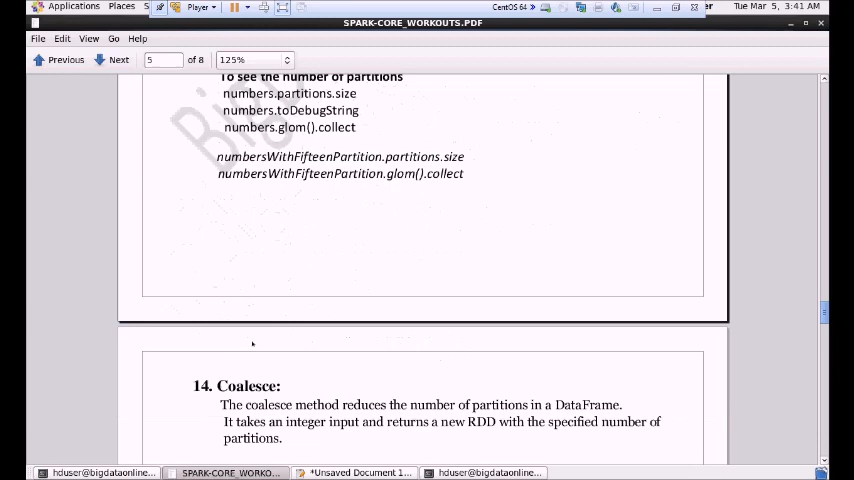 Applications Places S Player CentOS 64 er Tue Mar 5, 3:41 AM
SPARK-CORE_WORKOUTS.PDF
File Edit View Go Help
Previous Next 5 of 8 125%
To see the number of partitions
numbers.partitions.size
numbers.toDebugString
numbers.glom().collect
numbersWithFifteenPartition.partitions.size
numbersWithFifteenPartition.glom().collect
14. Coalesce:
The coalesce method reduces the number of partitions in a DataFrame.
It takes an integer input and returns a new RDD with the specified number of
partitions.
hduser@bigdataonline... SPARK-CORE_WORKO... *Unsaved Document 1... hduser@bigdataonline...